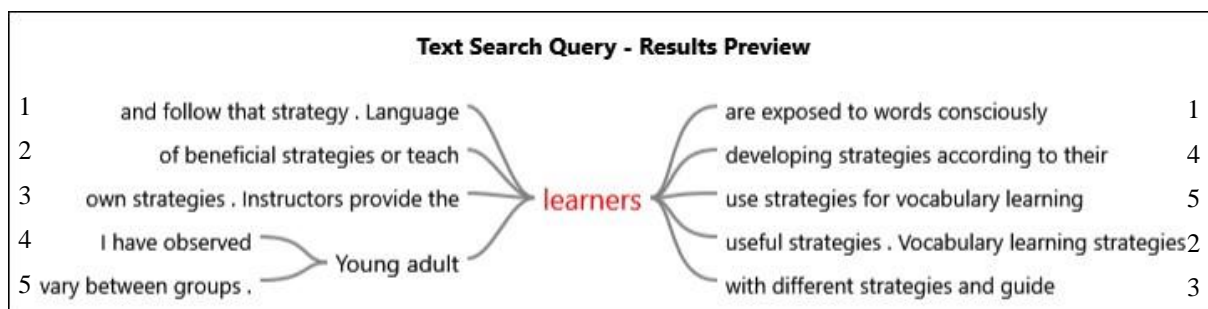 Text Search Query - Results Preview
1 and follow that strategy . Language
2 of beneficial strategies or teach
3 own strategies . Instructors provide the
4 I have observed
5 vary between groups .
Young adult
learners
are exposed to words consciously 1
developing strategies according to their 4
use strategies for vocabulary learning 5
useful strategies . Vocabulary learning strategies 2
with different strategies and guide 3